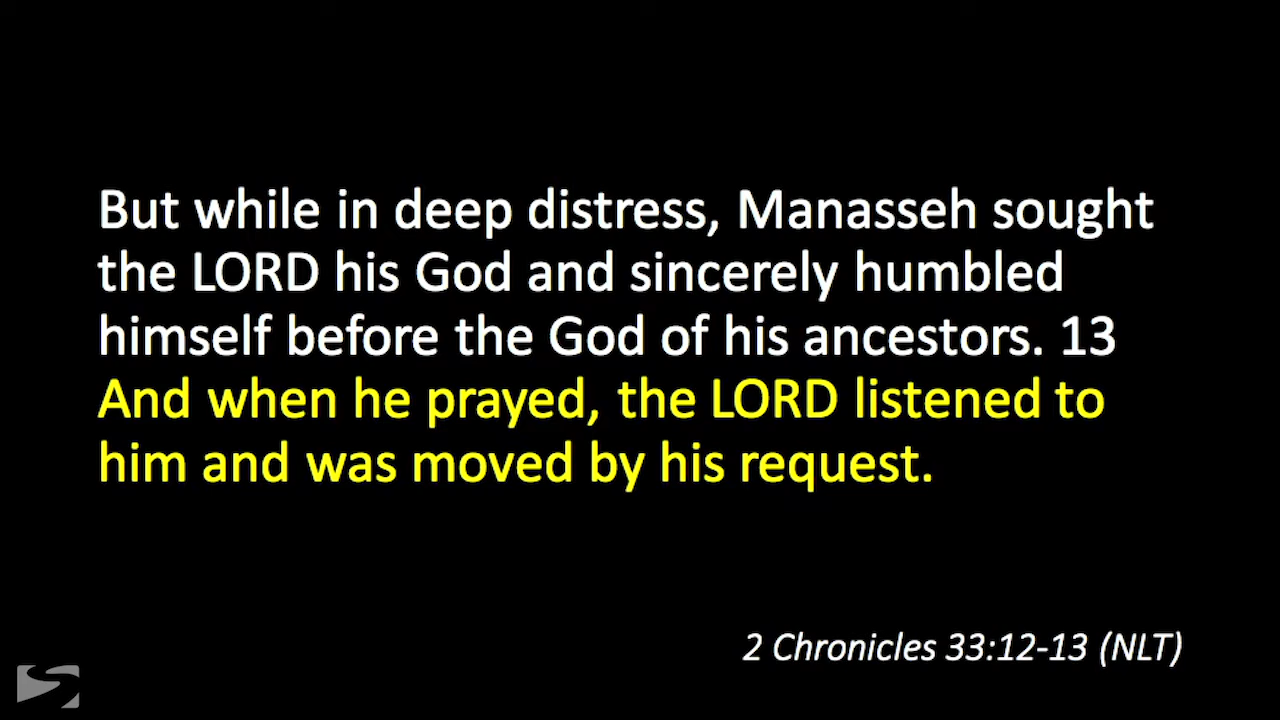 But while in deep distress, Manasseh sought
the LORD his God and sincerely humbled
himself before the God of his ancestors. 13
And when he prayed, the LORD listened to
him and was moved by his request.
2 Chronicles 33:12-13 (NLT)